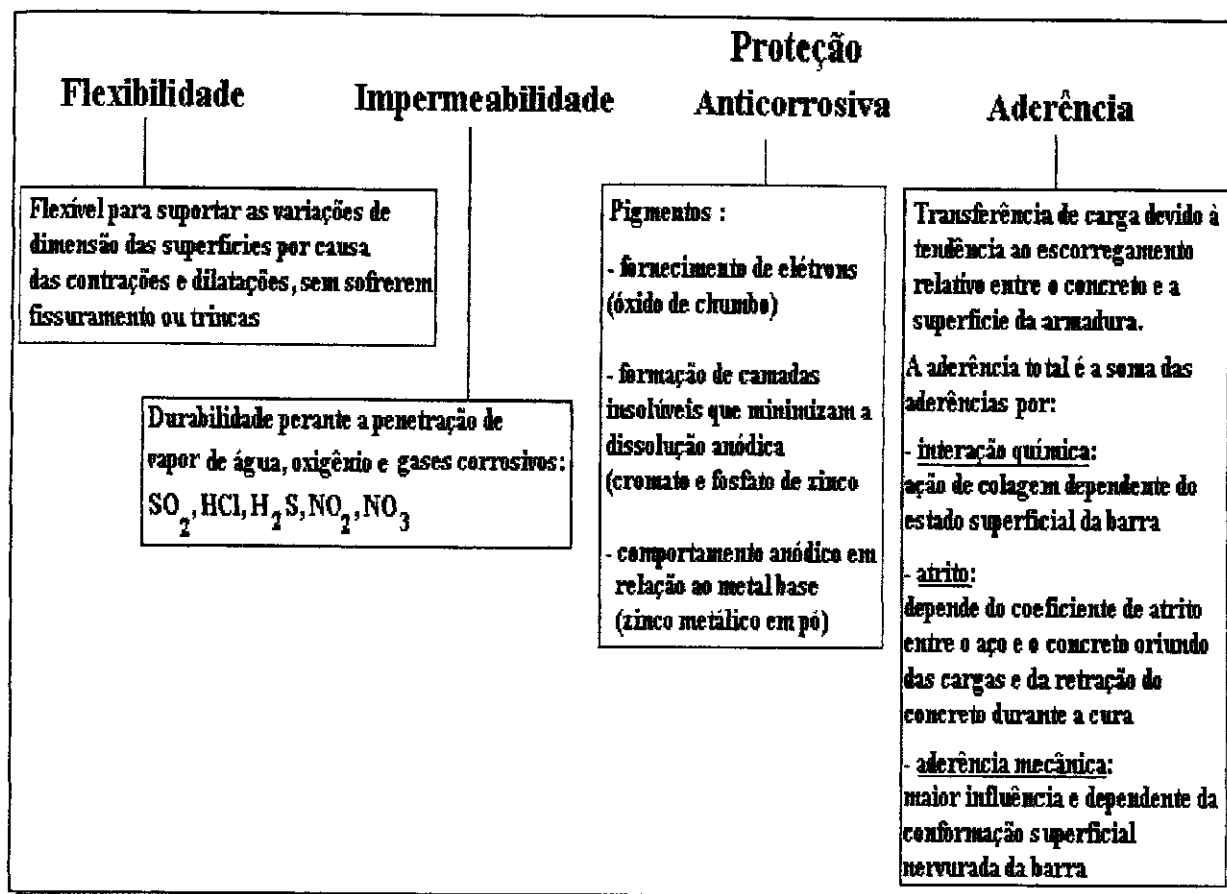 Flexibilidade
Impermeabilidade
Proteção
Anticorrosiva
Aderência
Flexível para suportar as variações de
dimensão das superfícies por causa
das contrações e dilatações, sem sofrerem
fissuramento ou trincas
Durabilidade perante a penetração de
vapor de água, oxigênio e gases corrosivos:
SO2, HCl, H2S, NO2, NO3
Pigmentos :
- fornecimento de elétrons
(óxido de chumbo)
- formação de camadas
insolúveis que minimizam a
dissolução anódica
(cromato e fosfato de zinco
- comportamento anódico em
relação ao metal base
(zinco metálico em pó)
Transferência de carga devido à
tendência ao escorregamento
relativo entre o concreto e a
superfície da armadura.
A aderência total é a soma das
aderências por:
- interação química:
ação de colagem dependente do
estado superficial da barra
- atrito:
depende do coeficiente de atrito
entre o aço e o concreto oriundo
das cargas e da retração do
concreto durante a cura
- aderência mecânica:
maior influência e dependente da
conformação superficial
nervurada da barra